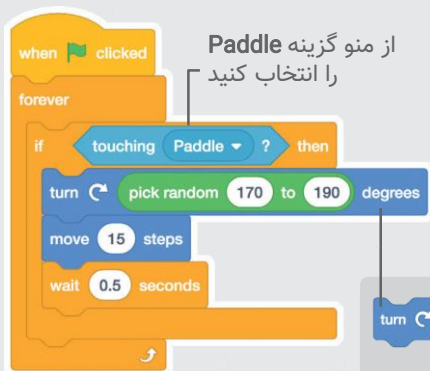 از منو گزینه Paddle
را انتخاب کنید
when clicked
forever
if touching Paddle ? then
turn pick random 170 to 190 degrees
move 15 steps
wait 0.5 seconds
turn